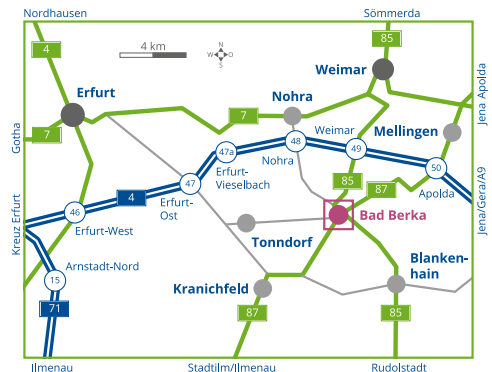 Nordhausen
Sömmerda
4
4 km
N
W
O
S
85
Weimar
Jena Apolda
Erfurt
Nohra
7
Mellingen
Gotha
7
Weimar
48
49
47a
Nohra
50
Erfurt-
Vieselbach
47
85
87
Apolda
4
Erfurt-
Ost
Kreuz Erfurt
46
Erfurt-West
Bad Berka
Jena/Gera/A9
Tonndorf
Blanken-
hain
Arnstadt-Nord
15
Kranichfeld
71
87
85
Ilmenau
Stadtilm/Ilmenau
Rudolstadt